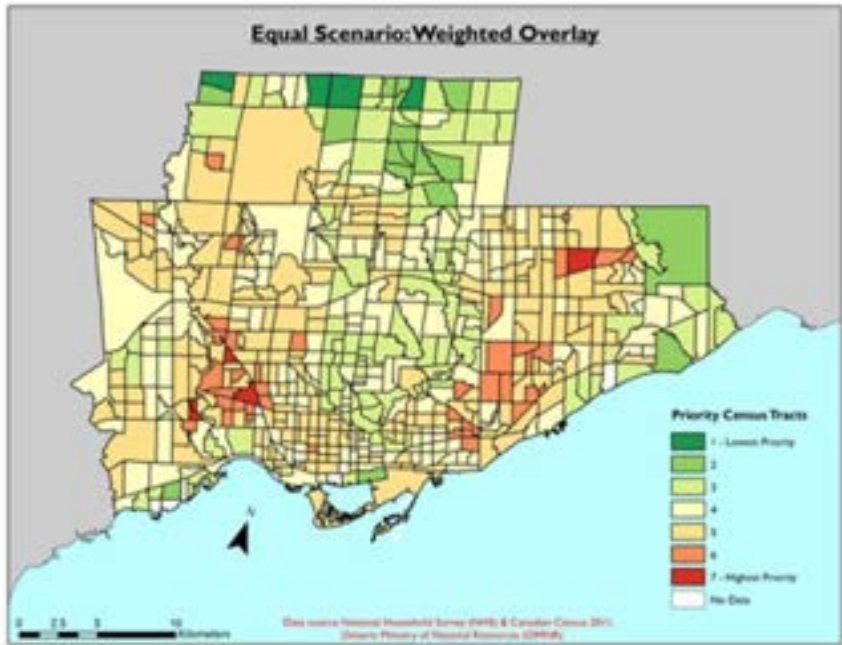 Equal Scenario: Weighted Overlay
Priority Census Tracts
1 - Lowest Priority
2
3
4
5
6
7 - Highest Priority
No Data
N
0 2.5 5 10
Kilometers
Data source National Household Survey (NHS) & Canadian Census 2011,
Ontario Ministry of Natural Resources (OMNR)